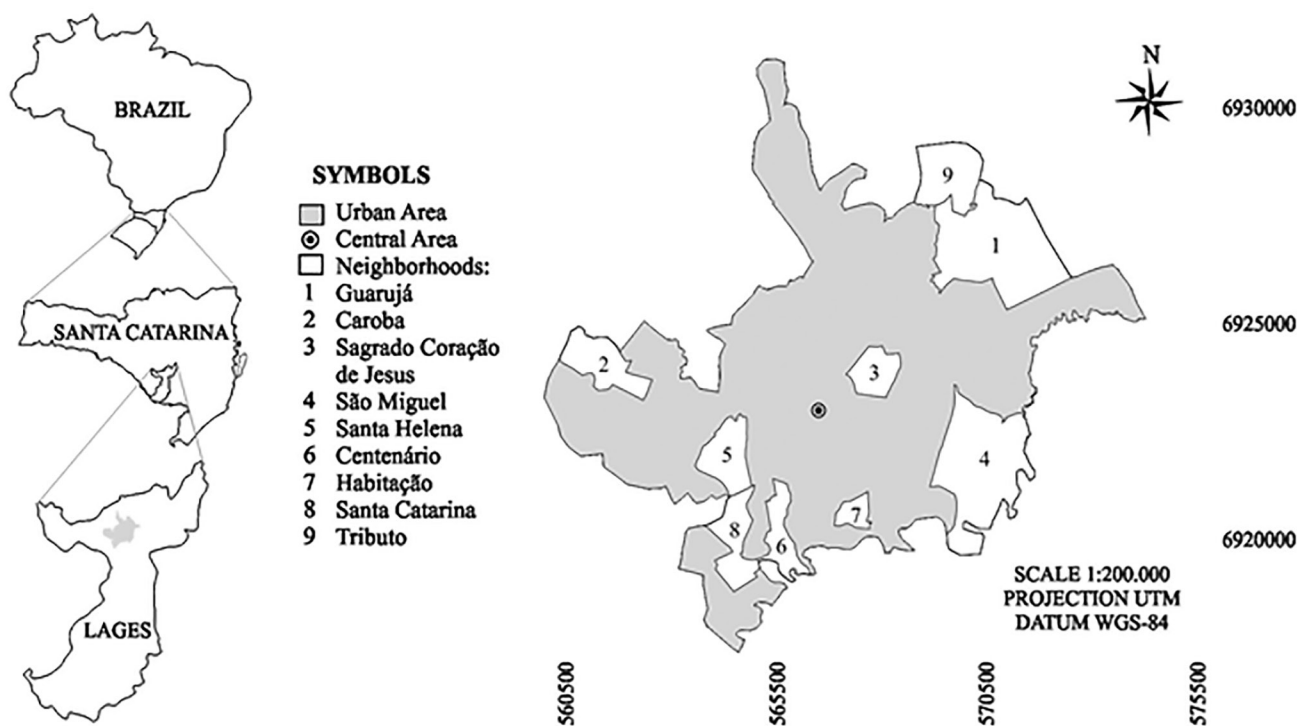 BRAZIL
SANTA CATARINA
LAGES
SYMBOLS
Urban Area
Central Area
Neighborhoods:
1 Guarujá
2 Caroba
3 Sagrado Coração
de Jesus
4 São Miguel
5 Santa Helena
6 Centenário
7 Habitação
8 Santa Catarina
9 Tributo
N
9
1
2
3
5
4
8
6
7
6930000
6925000
6920000
SCALE 1:200.000
PROJECTION UTM
DATUM WGS-84
560500
565500
570500
575500